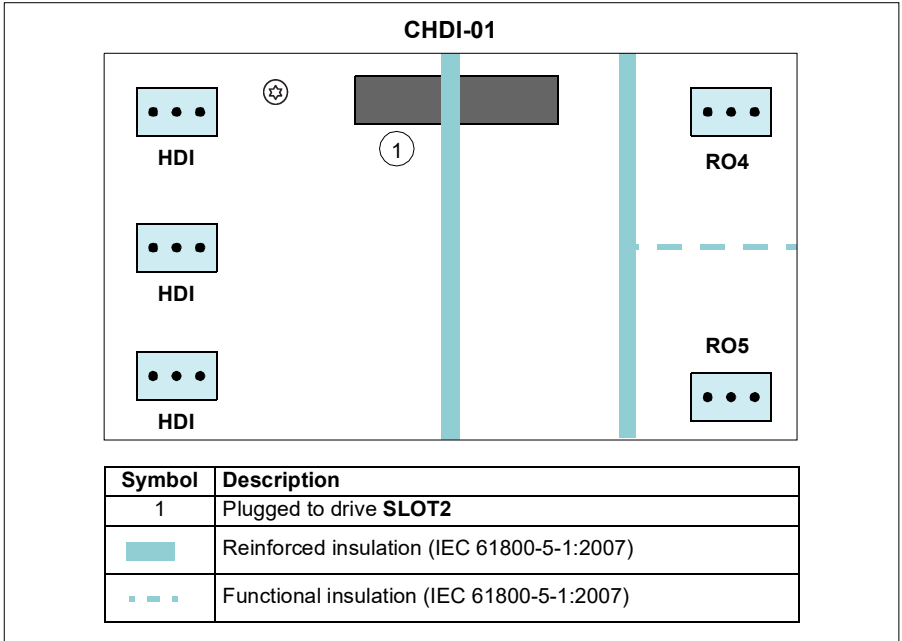 CHDI-01
HDI
1
RO4
HDI
RO5
HDI
Symbol Description
1 Plugged to drive SLOT2
Reinforced insulation (IEC 61800-5-1:2007)
Functional insulation (IEC 61800-5-1:2007)